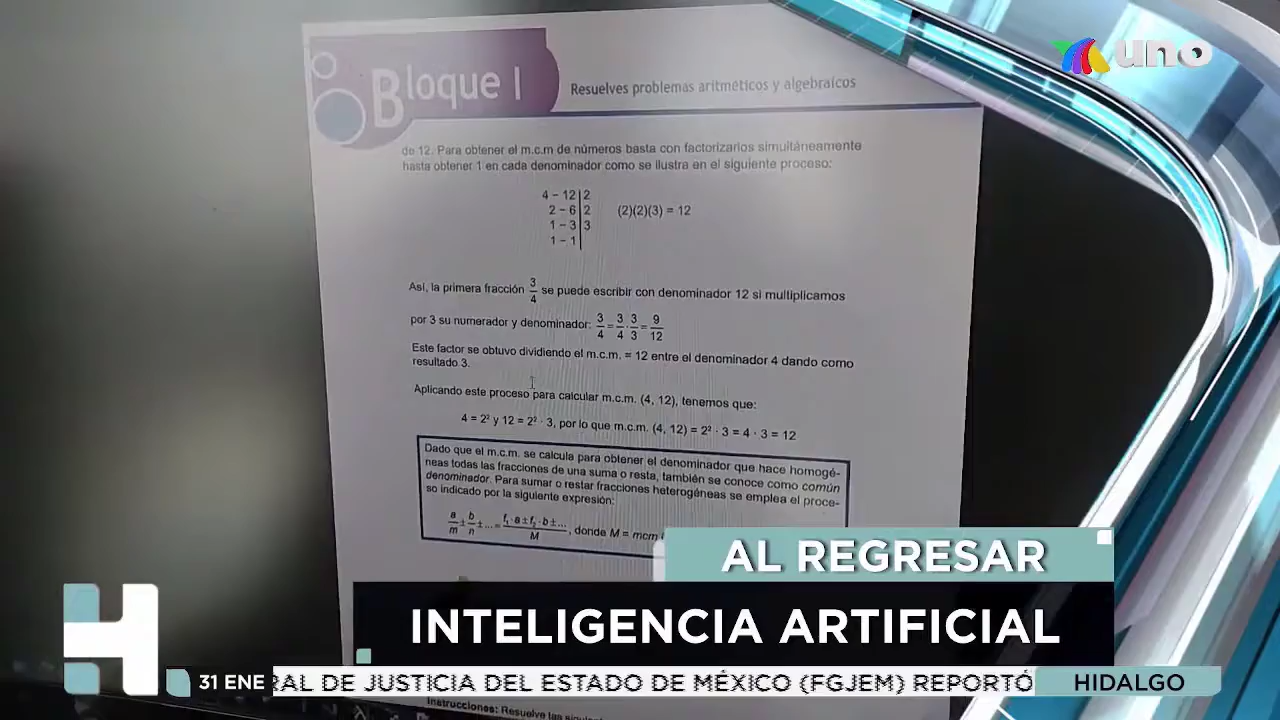 uno
Bloque I
Resuelves problemas aritméticos y algebraicos
de 12. Para obtener el m.c.m de números basta con factorizarlos simultáneamente
hasta obtener 1 en cada denominador como se ilustra en el siguiente proceso:
4 – 12 | 2
2 – 6 | 2 (2)(2)(3) = 12
1 – 3 | 3
1 – 1 |
Así, la primera fracción 3/4 se puede escribir con denominador 12 si multiplicamos
por 3 su numerador y denominador: 3/4 = 3/4 · 3/3 = 9/12
Este factor se obtuvo dividiendo el m.c.m. = 12 entre el denominador 4 dando como
resultado 3.
Aplicando este proceso para calcular m.c.m. (4, 12), tenemos que:
4 = 2² y 12 = 2² · 3, por lo que m.c.m. (4, 12) = 2² · 3 = 4 · 3 = 12
Dado que el m.c.m. se calcula para obtener el denominador que hace homogé-
neas todas las fracciones de una suma o resta, también se conoce como común
denominador. Para sumar o restar fracciones heterogéneas se emplea el proce-
so indicado por la siguiente expresión:
a/m ± b/n ± ... = f₁ · a ± f₂ · b ± .../M , donde M = mcm
AL REGRESAR
INTELIGENCIA ARTIFICIAL
H
31 ENE RAL DE JUSTICIA DEL ESTADO DE MÉXICO (FGJEM) REPORTÓ HIDALGO
Instrucciones: Resuelve las